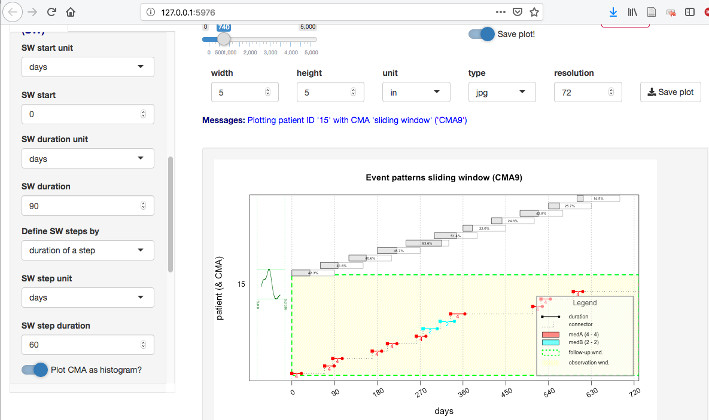 127.0.0.1:5976
(SW)
SW start unit
days
SW start
0
SW duration unit
days
SW duration
90
Define SW steps by
duration of a step
SW step unit
days
SW step duration
60
Plot CMA as histogram?
0 740 5,000
0 500 1,000 2,000 3,000 4,000 5,000
Save plot!
width height unit type resolution
5 5 in jpg 72 Save plot
Messages: Plotting patient ID '15' with CMA 'sliding window' ('CMA9')
Event patterns sliding window (CMA9)
patient (& CMA)
15
Legend
duration
connector
medA (4 - 4)
medB (2 - 2)
follow-up wnd.
observation wnd.
0 90 180 270 360 450 540 630 720
days